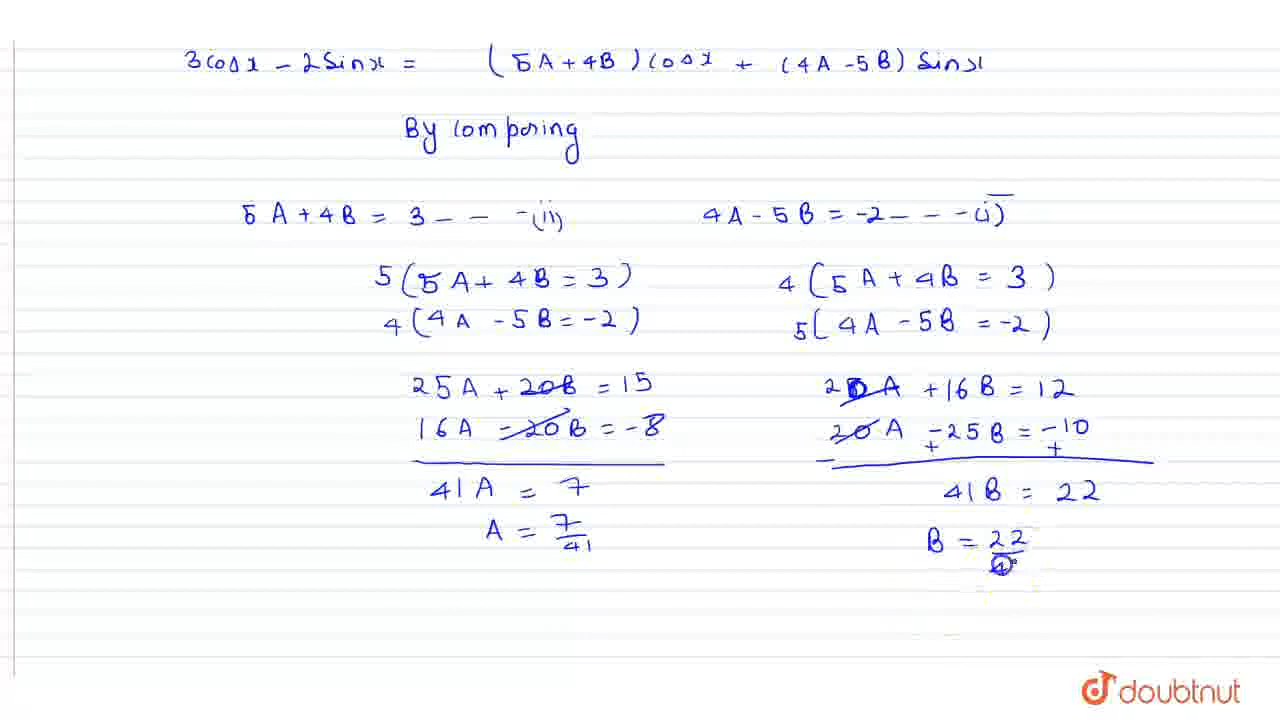 3cosx - 2Sinx = (5A+4B)Cosx + (4A-5B) Sinx
By Comparing
5A+4B = 3 - - -(ii)
4A-5B = -2 - - -(i)
5(5A+4B=3)
4(4A-5B=-2)
4(5A+4B=3)
5(4A-5B=-2)
25A+20B=15
16A-20B=-8
41A = 7
A = 7/41
20A+16B=12
20A-25B=-10
- + +
41B = 22
B = 22/
doubtnut